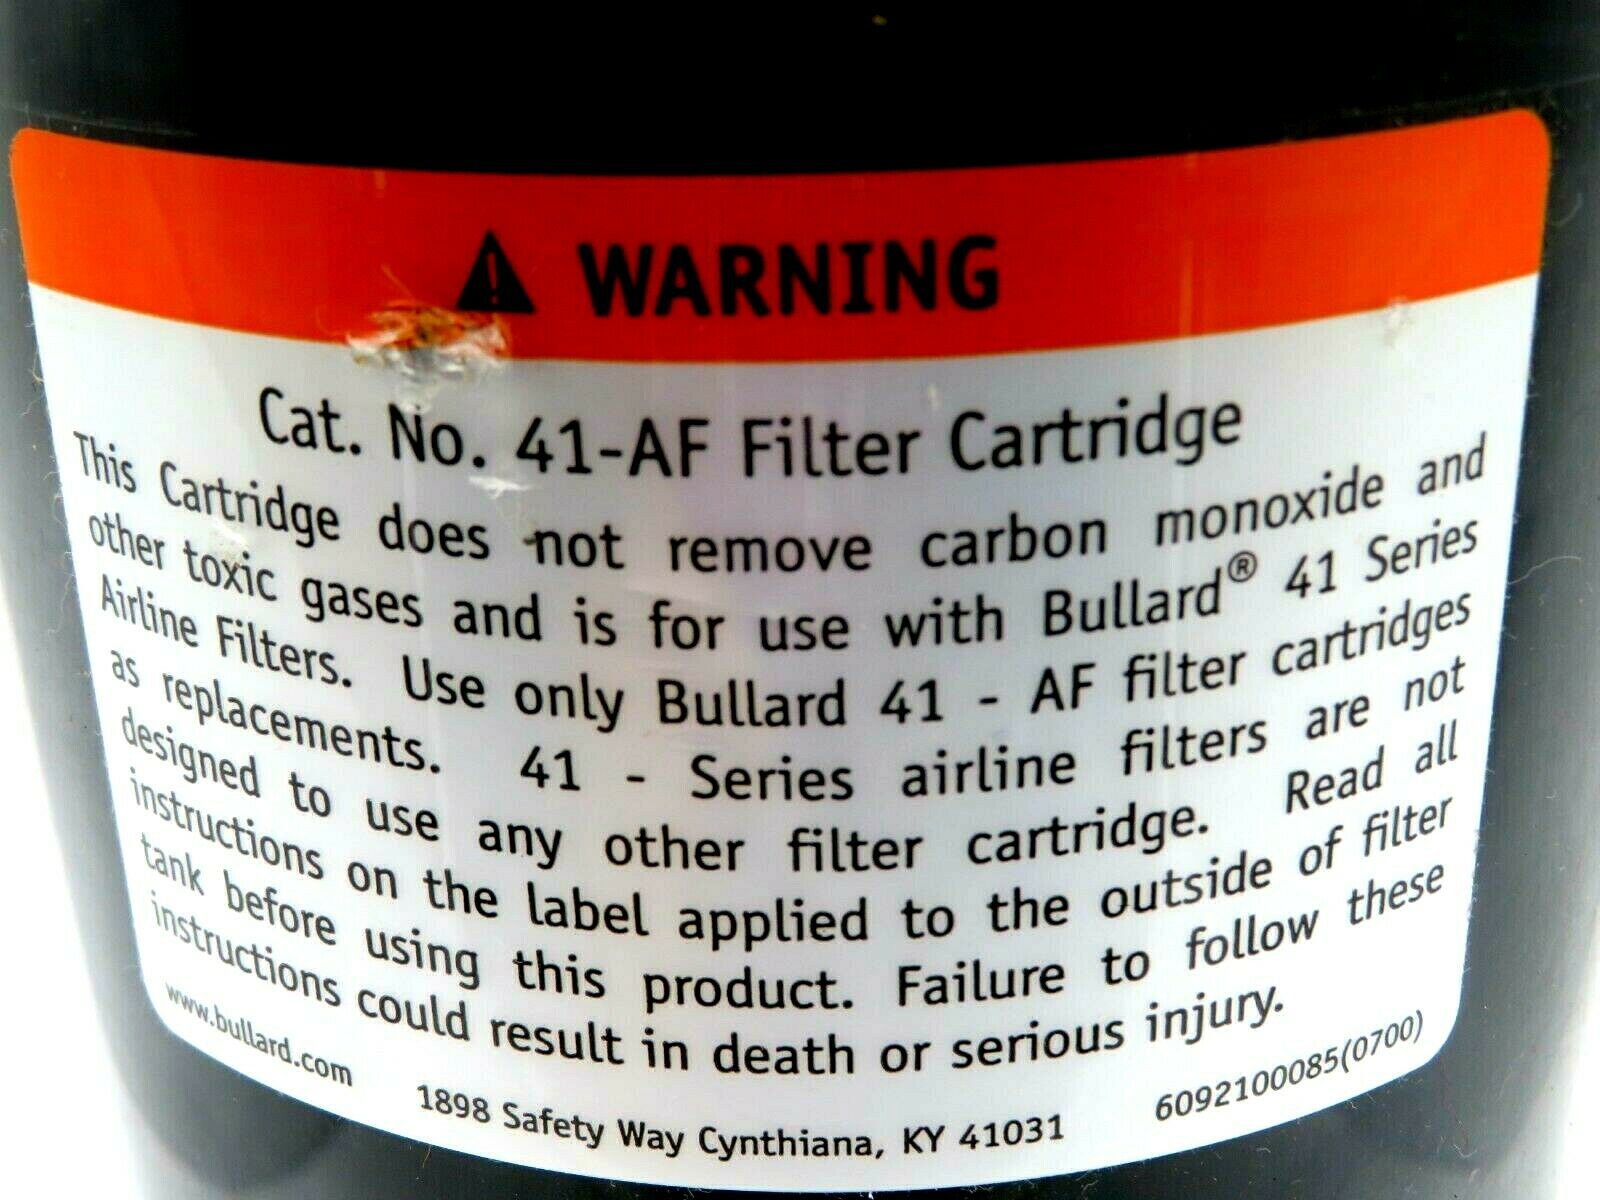 WARNING
Cat. No. 41-AF Filter Cartridge
This Cartridge does not remove carbon monoxide and
other toxic gases and is for use with Bullard® 41 Series
Airline Filters. Use only Bullard 41 - AF filter cartridges
as replacements. 41 - Series airline filters are not
designed to use any other filter cartridge. Read all
instructions on the label applied to the outside of filter
tank before using this product. Failure to follow these
instructions could result in death or serious injury.
www.bullard.com 1898 Safety Way Cynthiana, KY 41031 6092100085(0700)